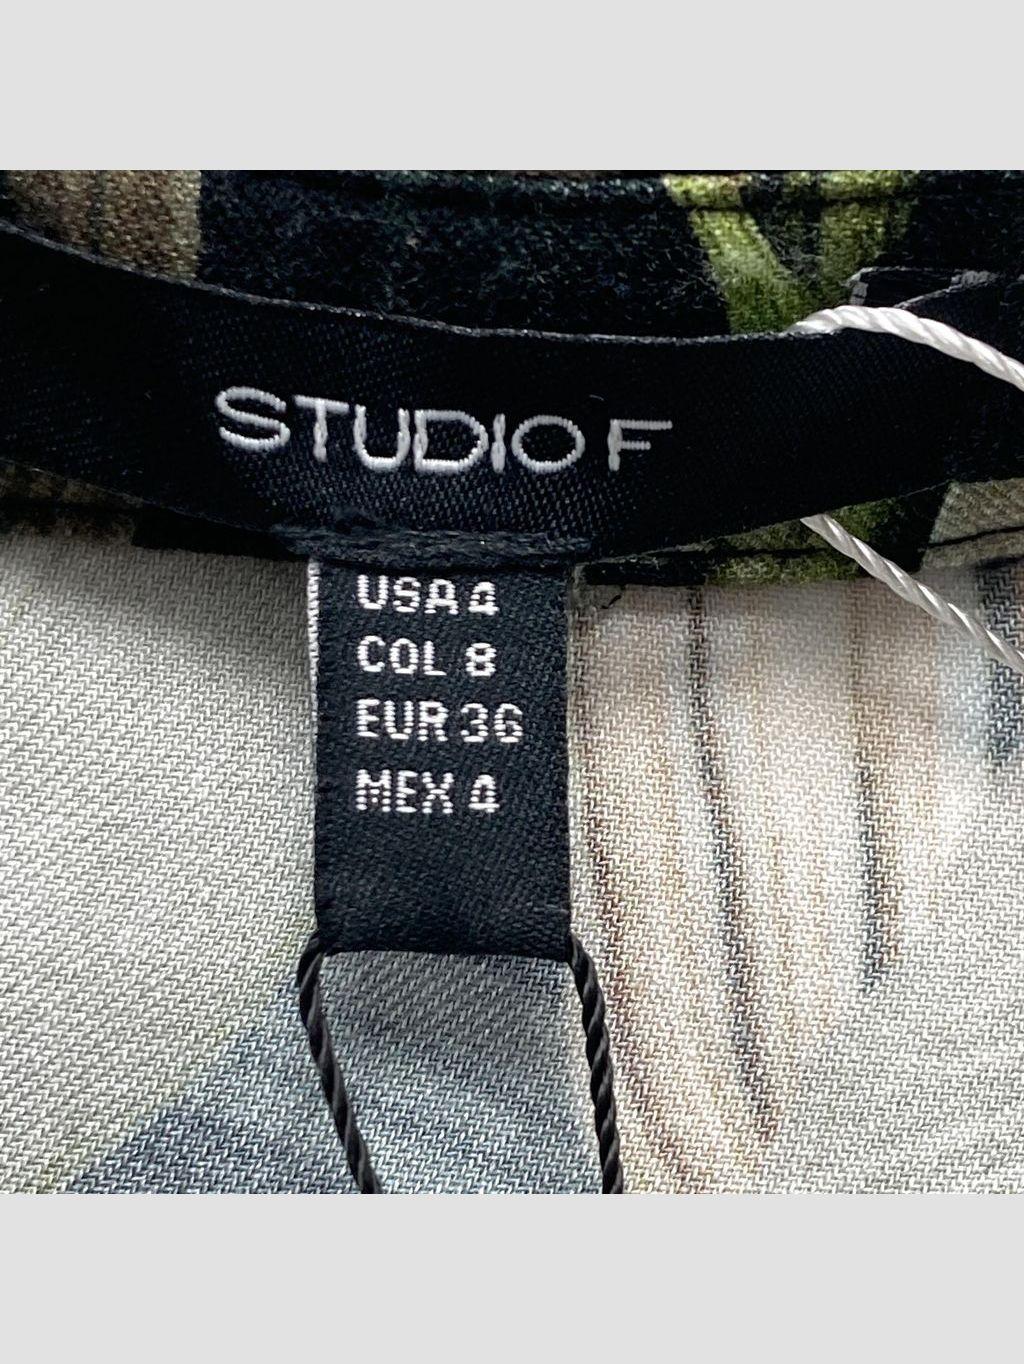 STUDIO F
USA 4
COL 8
EUR 36
MEX 4